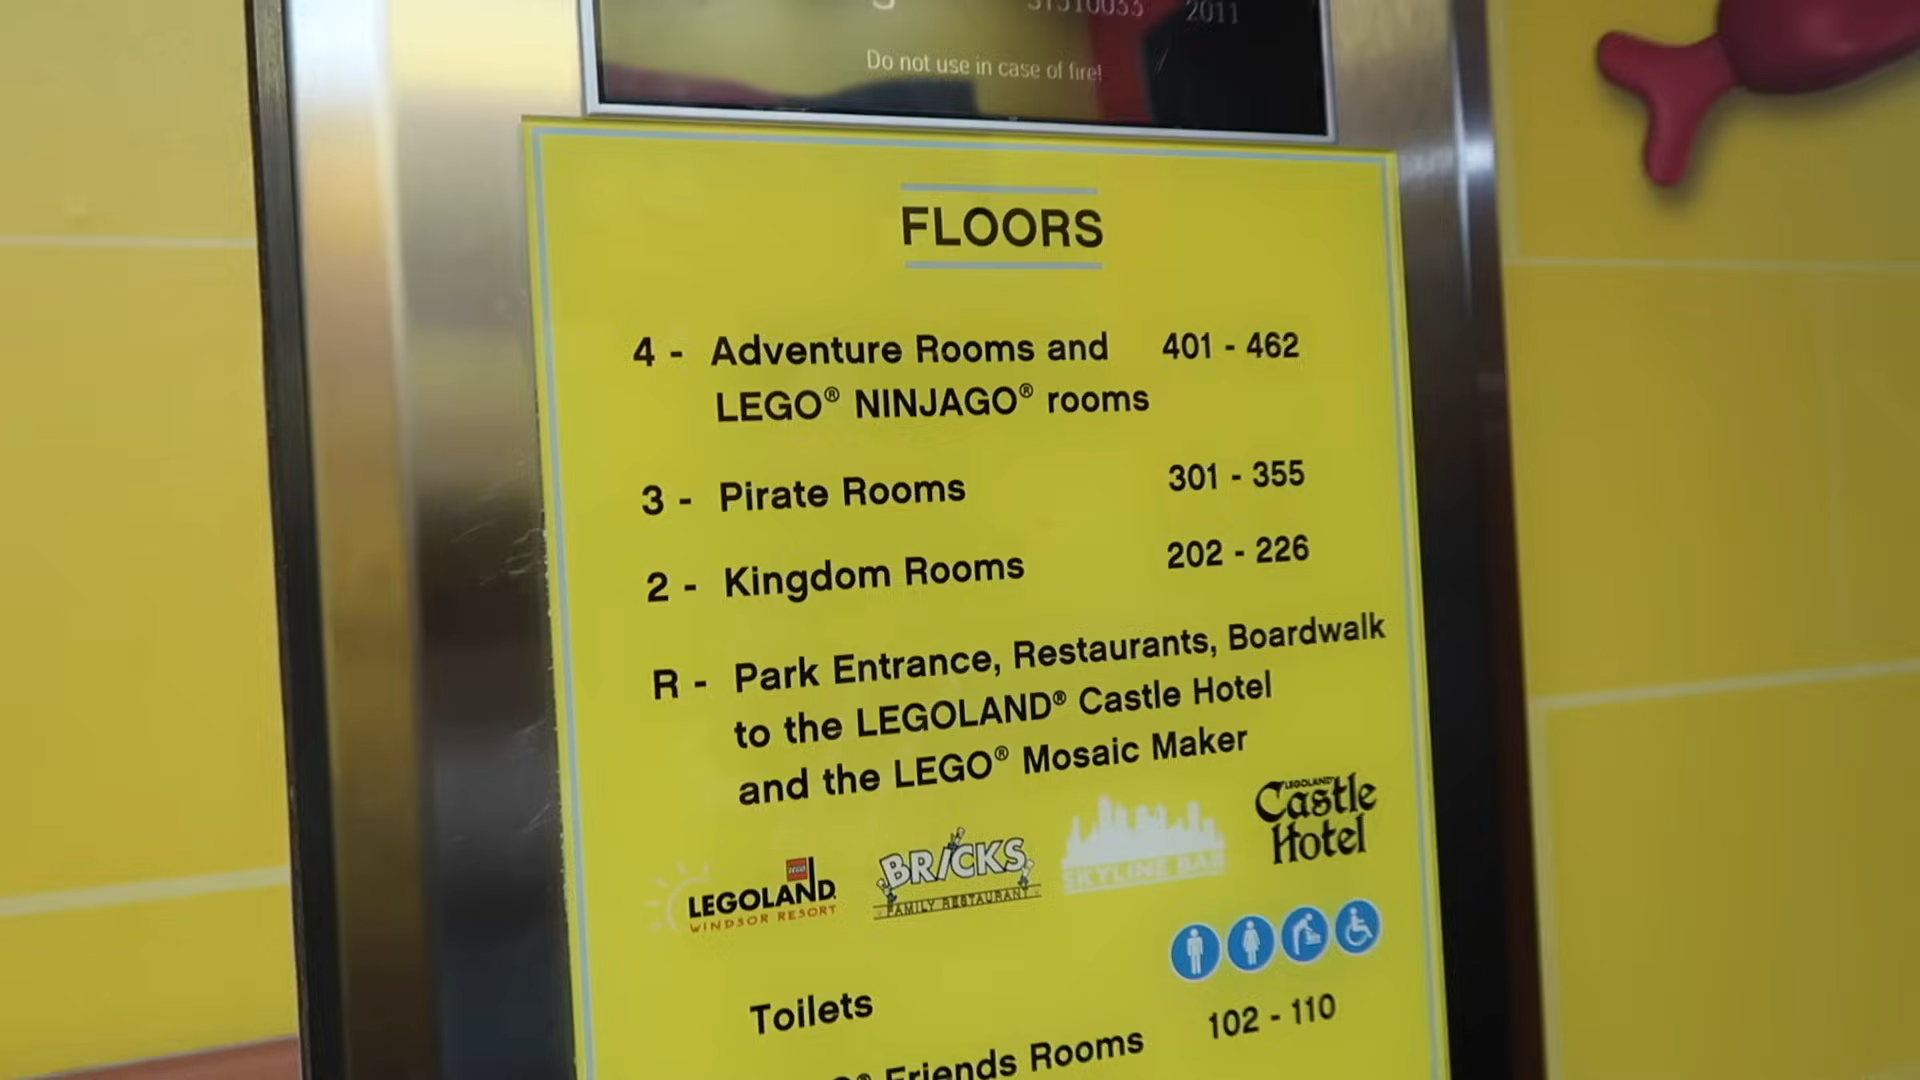 2011
Do not use in case of fire!
FLOORS
4 - Adventure Rooms and 401 - 462
LEGO® NINJAGO® rooms
3 - Pirate Rooms 301 - 355
2 - Kingdom Rooms 202 - 226
R - Park Entrance, Restaurants, Boardwalk
to the LEGOLAND® Castle Hotel
and the LEGO® Mosaic Maker
LEGO
LEGOLAND
WINDSOR RESORT
BRICKS
FAMILY RESTAURANT
SKYLINE BAR
LEGOLAND
Castle
Hotel
Toilets
Friends Rooms 102 - 110